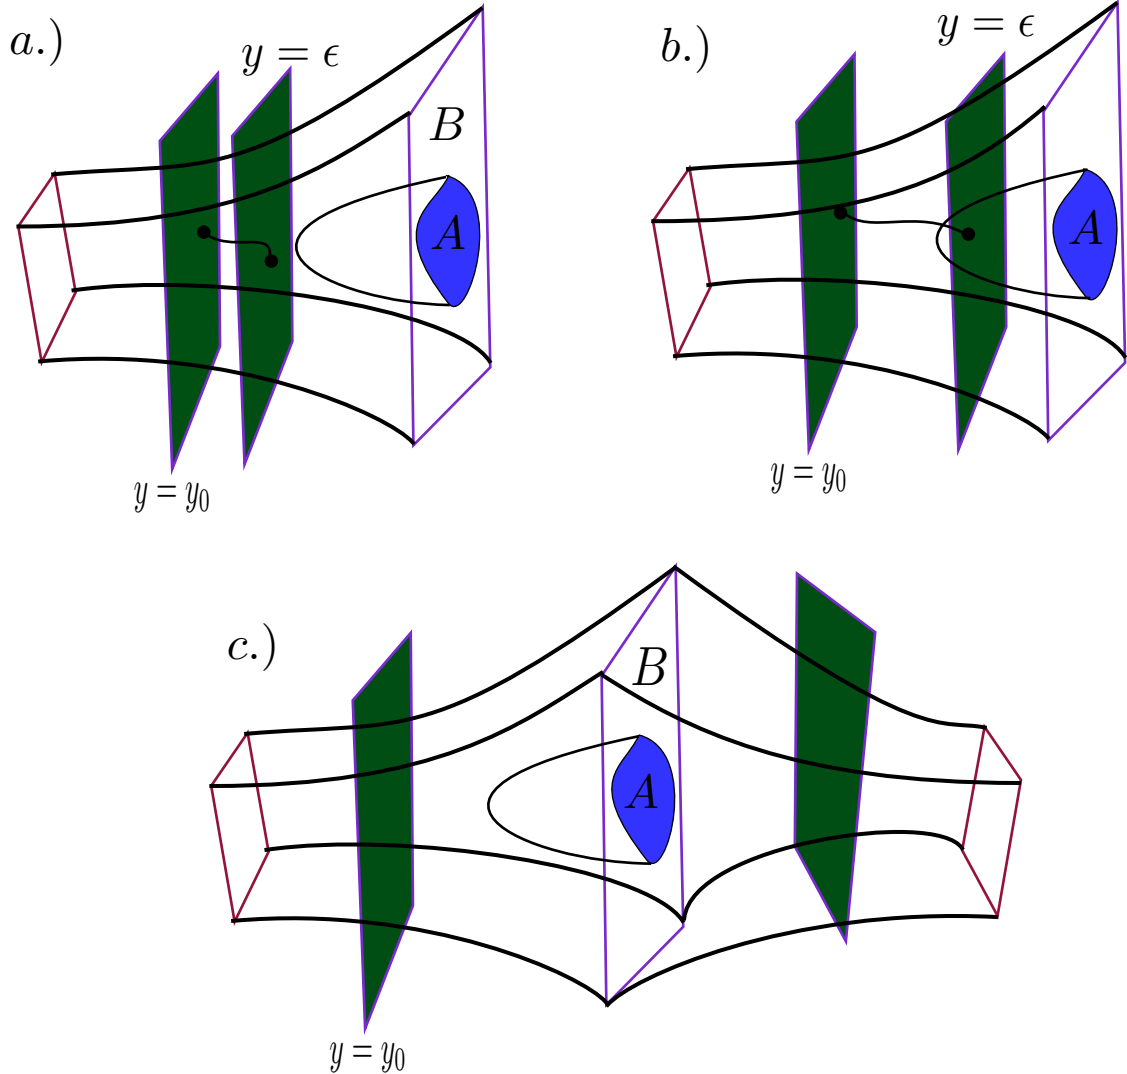 a.)
y = ϵ
B
A
y = y₀
b.)
y = ϵ
A
y = y₀
c.)
B
A
y = y₀